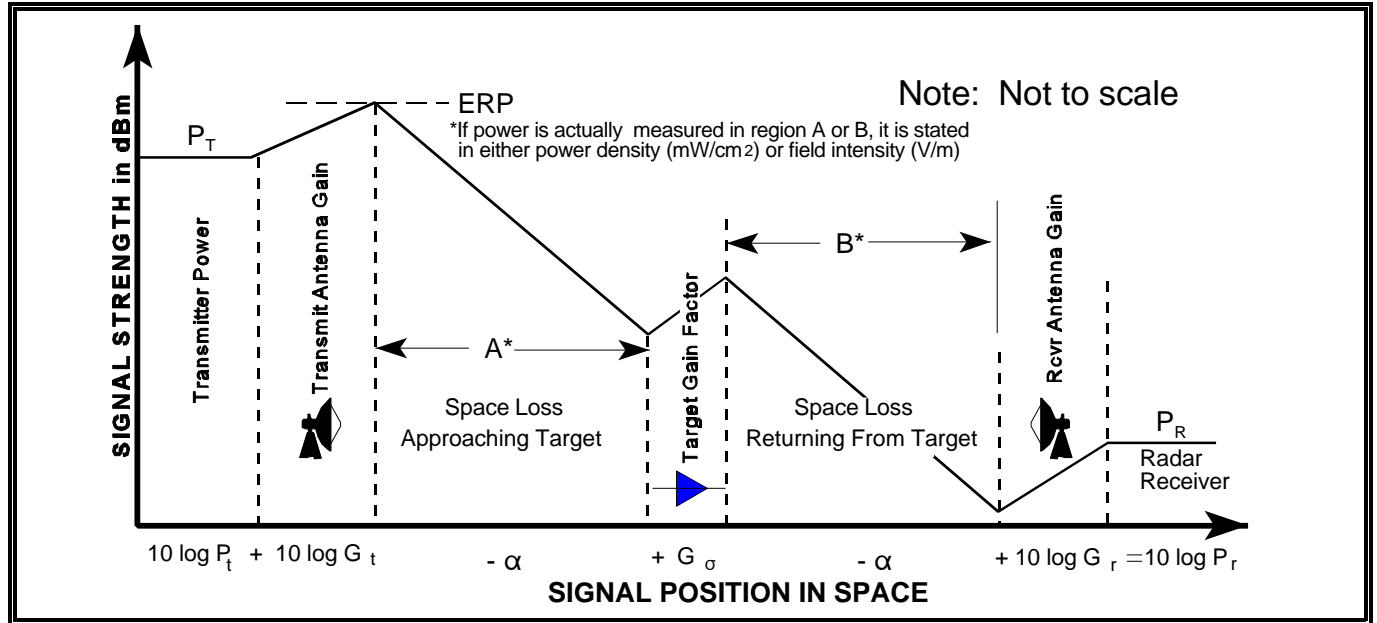 Note: Not to scale
ERP
*If power is actually measured in region A or B, it is stated
in either power density (mW/cm2) or field intensity (V/m)
P_T
SIGNAL STRENGTH in dBm
Transmitter Power
Transmit Antenna Gain
A*
Space Loss
Approaching Target
Target Gain Factor
B*
Space Loss
Returning From Target
Rcvr Antenna Gain
P_R
Radar
Receiver
10 log P_t + 10 log G_t - α + G_σ - α + 10 log G_r = 10 log P_r
SIGNAL POSITION IN SPACE